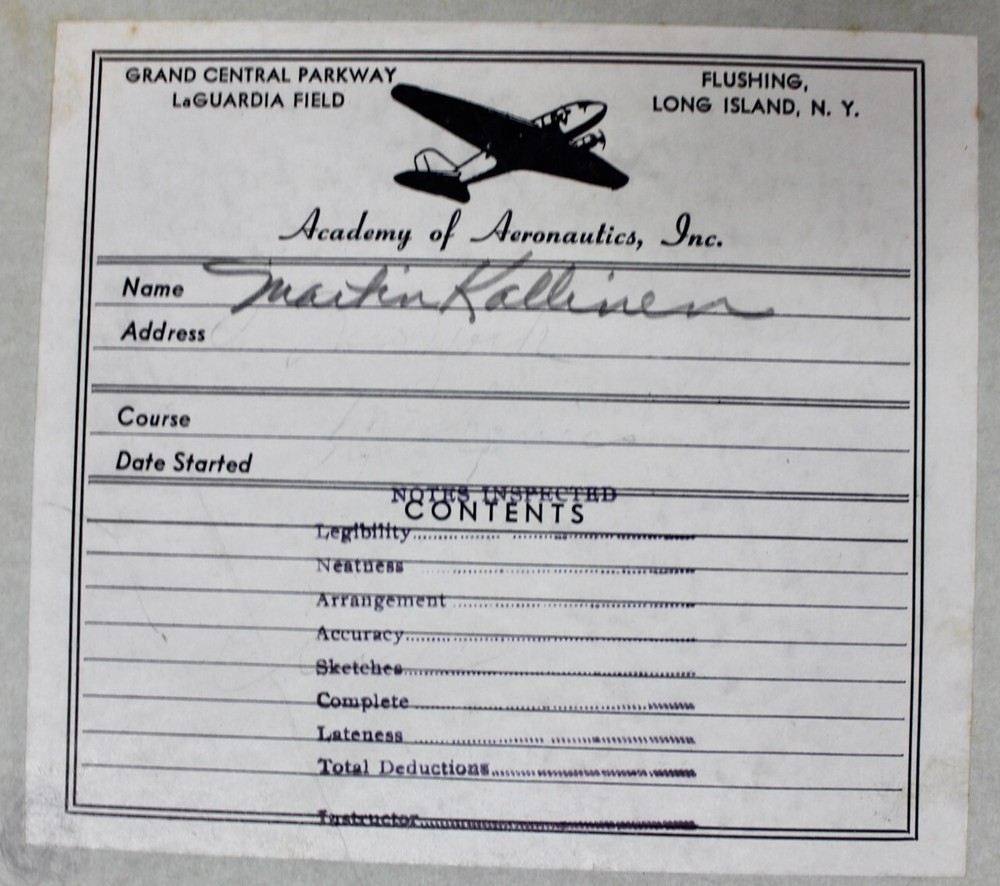 GRAND CENTRAL PARKWAY
LaGUARDIA FIELD
FLUSHING,
LONG ISLAND, N. Y.
Academy of Aeronautics, Inc.
Name Martin Kallinen
Address
Course
Date Started
NOTES INSPECTED
CONTENTS
Legibility
Neatness
Arrangement
Accuracy
Sketches
Complete
Lateness
Total Deductions
Instructor